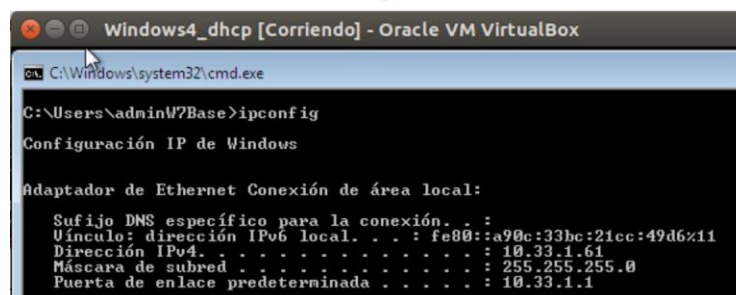 Windows4_dhcp [Corriendo] - Oracle VM VirtualBox
C:\Windows\system32\cmd.exe
C:\Users\adminW7Base>ipconfig
Configuración IP de Windows
Adaptador de Ethernet Conexión de área local:
Sufijo DNS específico para la conexión. . :
Vínculo: dirección IPv6 local. . . : fe80::a90c:33bc:21cc:49d6%11
Dirección IPv4. . . . . . . . . . . . . . : 10.33.1.61
Máscara de subred . . . . . . . . . . . . : 255.255.255.0
Puerta de enlace predeterminada . . . . . : 10.33.1.1